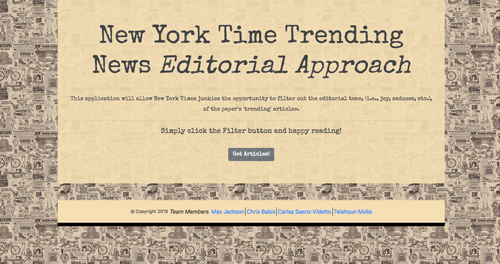 New York Time Trending
News Editorial Approach
This application will allow New York Times junkies the opportunity to filter out the editorial tone, (i.e., joy, sadness, etc.),
of the paper's 'trending' articles.
Simply click the Filter button and happy reading!
Get Articles!
© Copyright 2019 Team Members Max Jackson|Chris Babis|Carisa Saenz-Videtto|Telahoun Molla